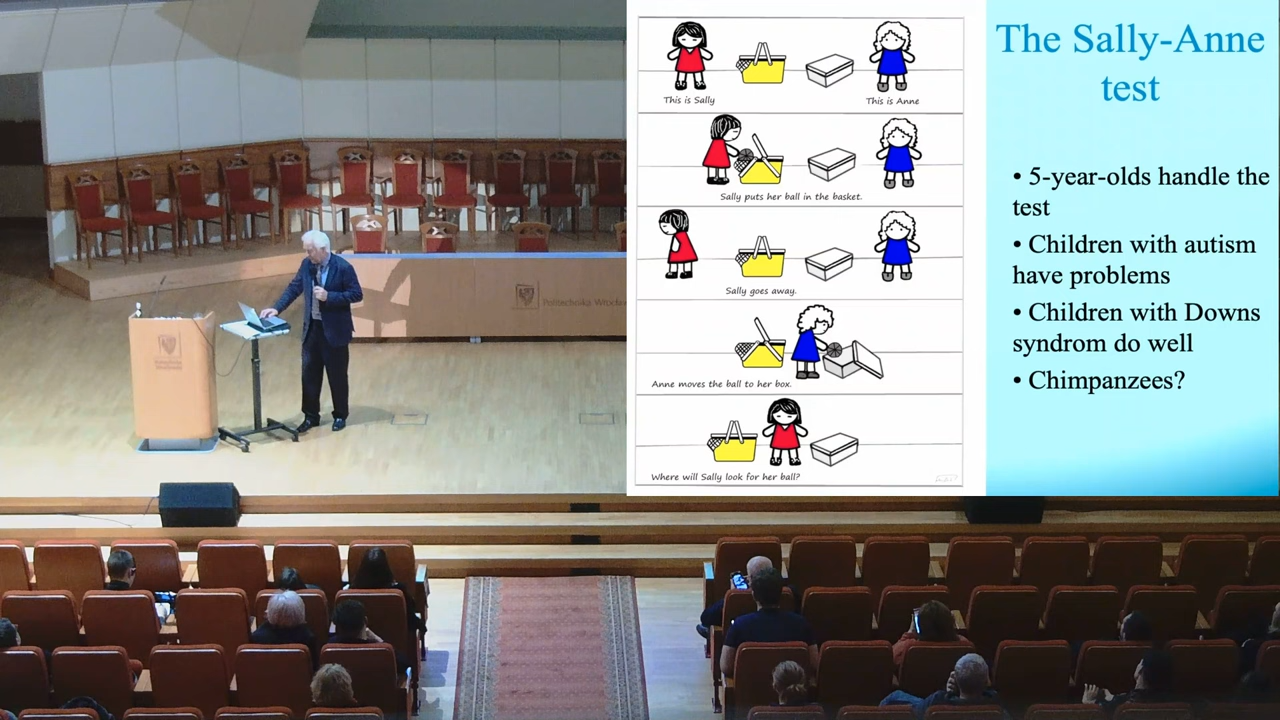 The Sally-Anne
test
This is Sally
This is Anne
Sally puts her ball in the basket.
Sally goes away.
Anne moves the ball to her box.
Where will Sally look for her ball?
• 5-year-olds handle the
test
• Children with autism
have problems
• Children with Downs
syndrom do well
• Chimpanzees?
Politechnika Wrocła